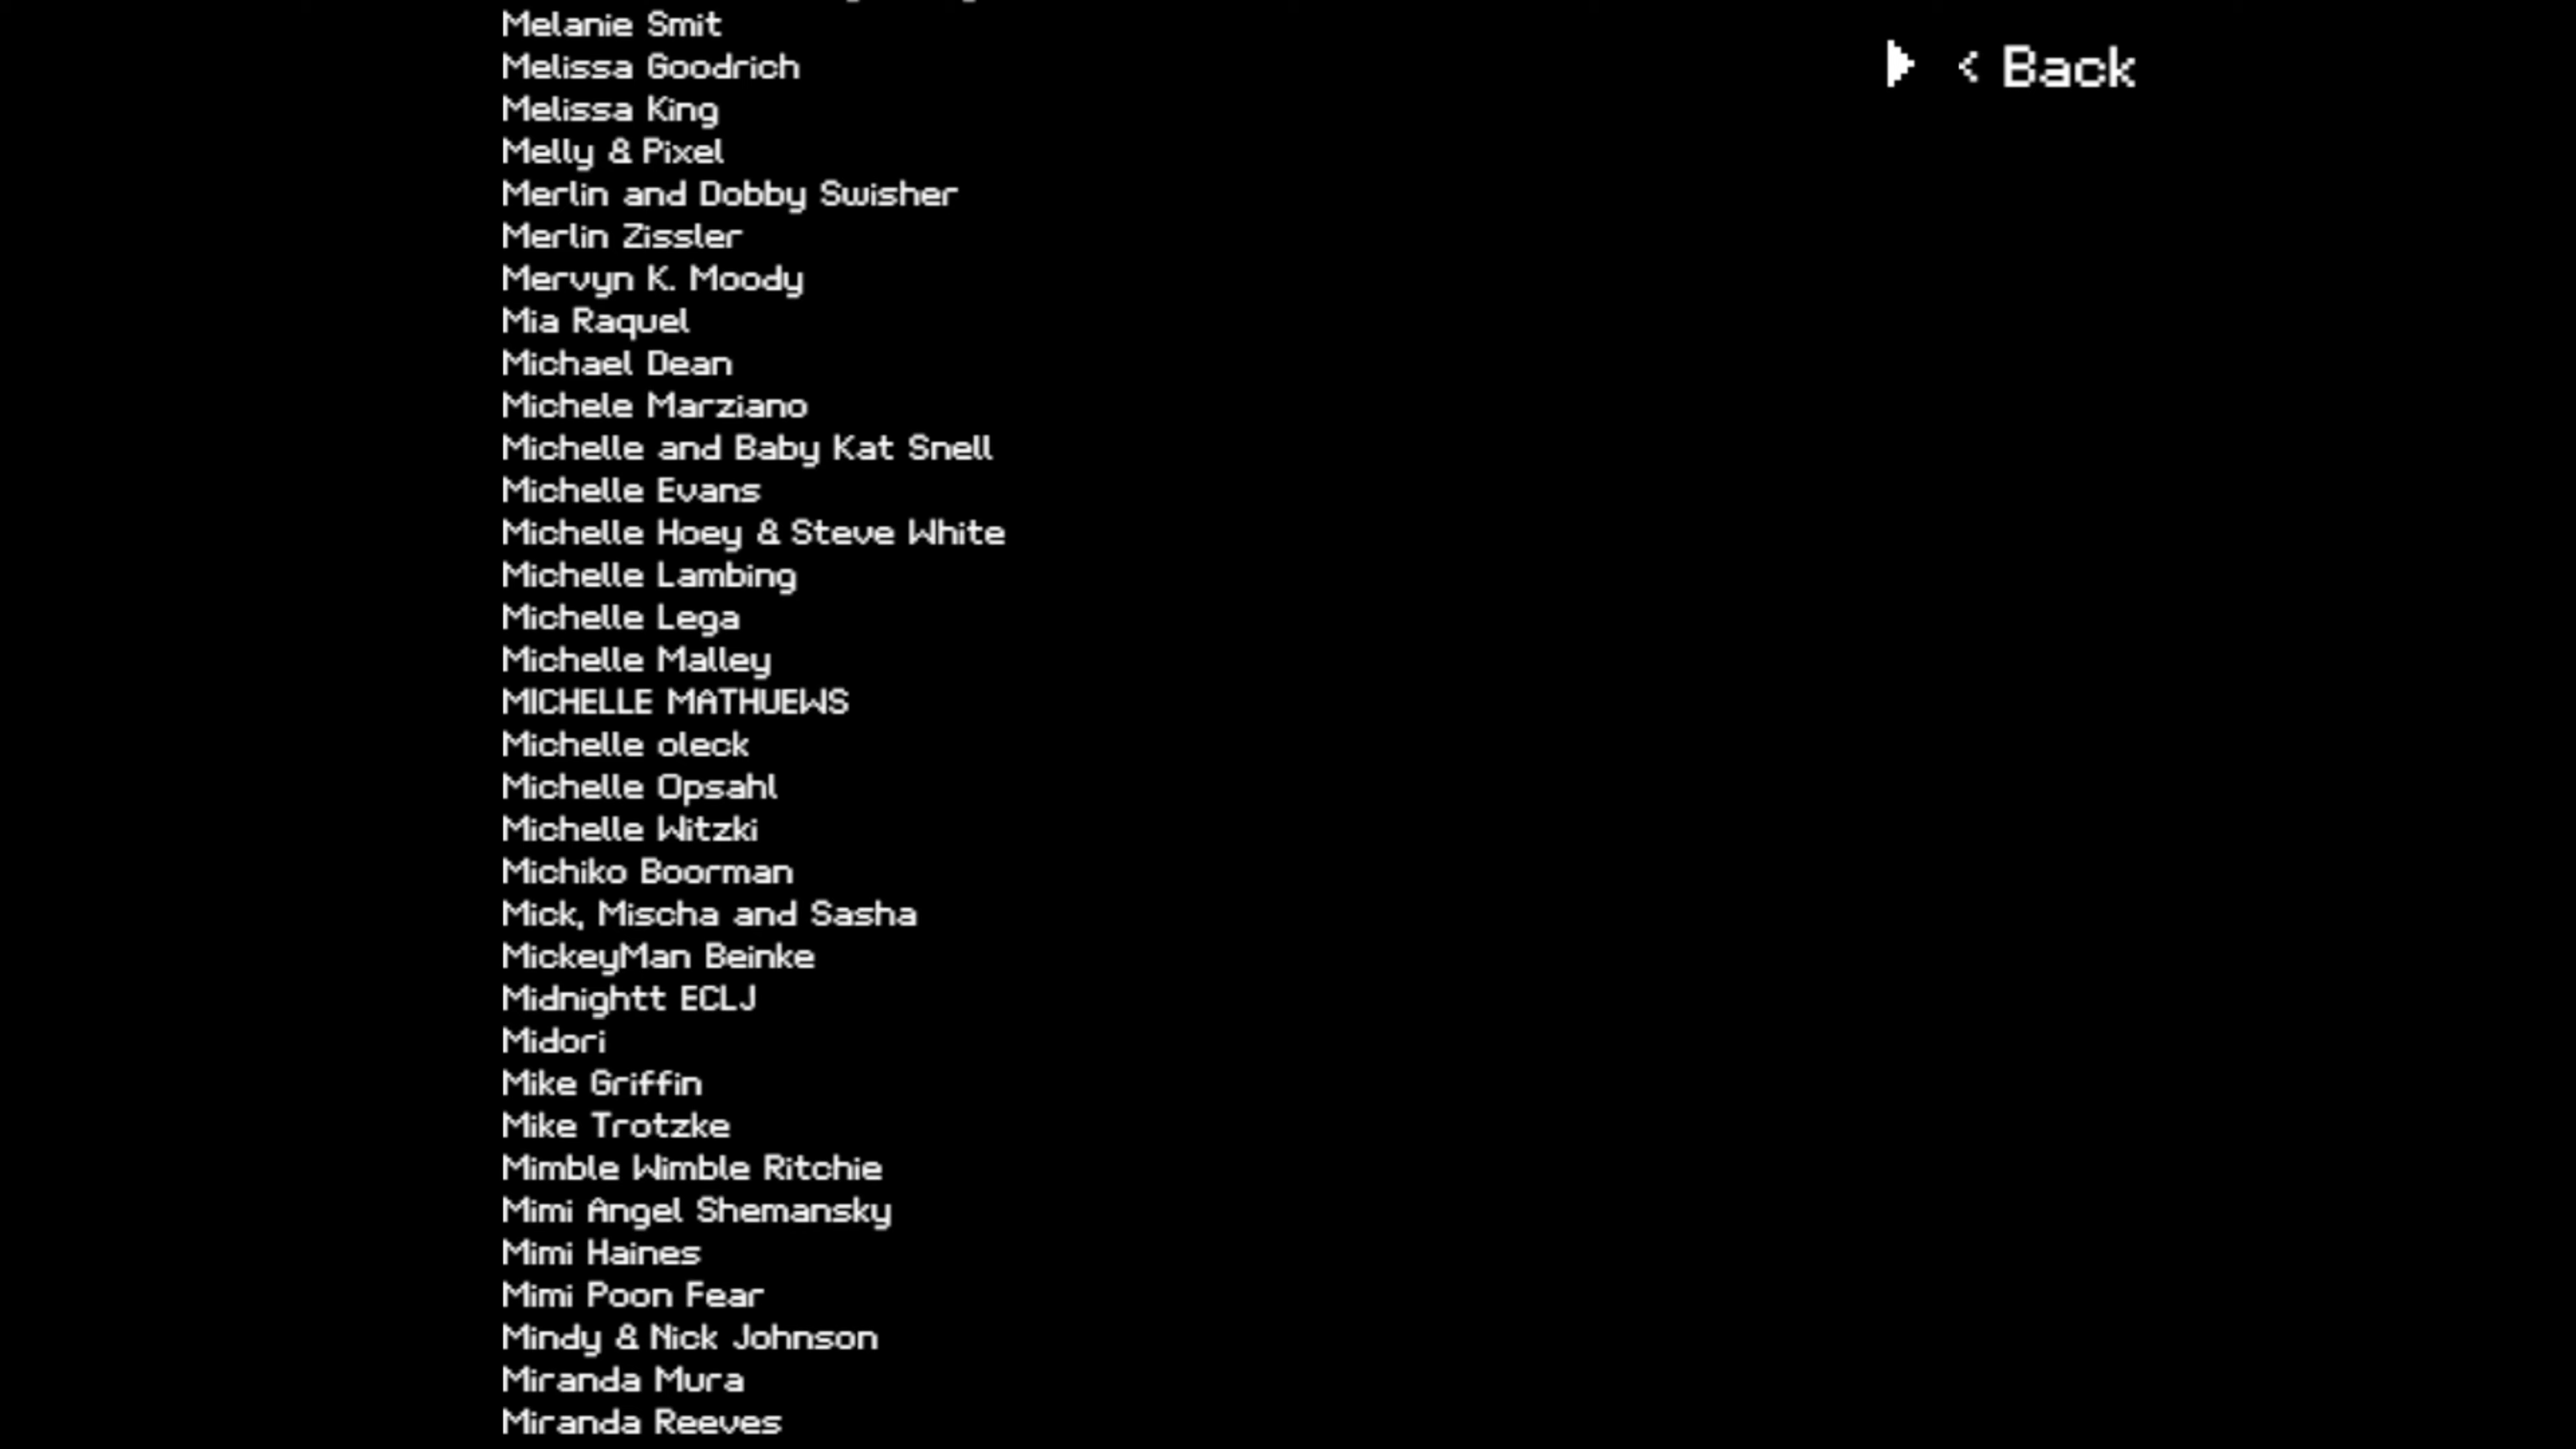 Melanie Smit
Melissa Goodrich
Melissa King
Melly & Pixel
Merlin and Dobby Swisher
Merlin Zissler
Mervyn K. Moody
Mia Raquel
Michael Dean
Michele Marziano
Michelle and Baby Kat Snell
Michelle Evans
Michelle Hoey & Steve White
Michelle Lambing
Michelle Lega
Michelle Malley
MICHELLE MATHUEWS
Michelle oleck
Michelle Opsahl
Michelle Witzki
Michiko Boorman
Mick, Mischa and Sasha
MickeyMan Beinke
Midnightt ECLJ
Midori
Mike Griffin
Mike Trotzke
Mimble Wimble Ritchie
Mimi Angel Shemansky
Mimi Haines
Mimi Poon Fear
Mindy & Nick Johnson
Miranda Mura
Miranda Reeves
< Back